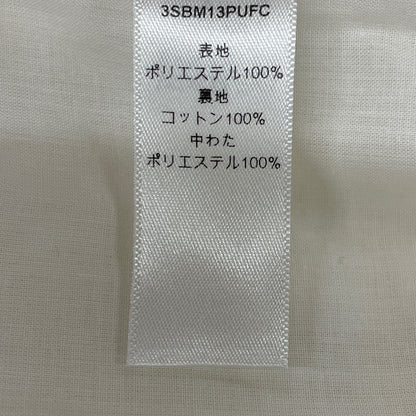 3SBM13PUFC
表地
ポリエステル100%
裏地
コットン100%
中わた
ポリエステル100%